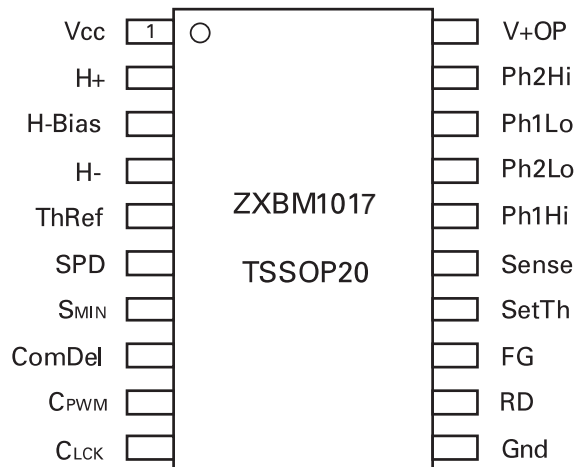 Vcc 1 V+OP
H+ Ph2Hi
H-Bias Ph1Lo
H- Ph2Lo
ThRef ZXBM1017 Ph1Hi
SPD TSSOP20 Sense
SMIN SetTh
ComDel FG
CPWM RD
CLCK Gnd